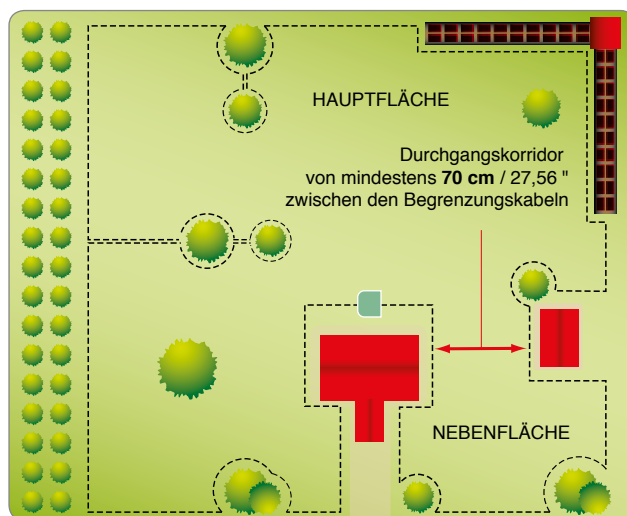 HAUPTFLÄCHE
Durchgangskorridor
von mindestens 70 cm / 27,56 "
zwischen den Begrenzungskabeln
NEBENFLÄCHE